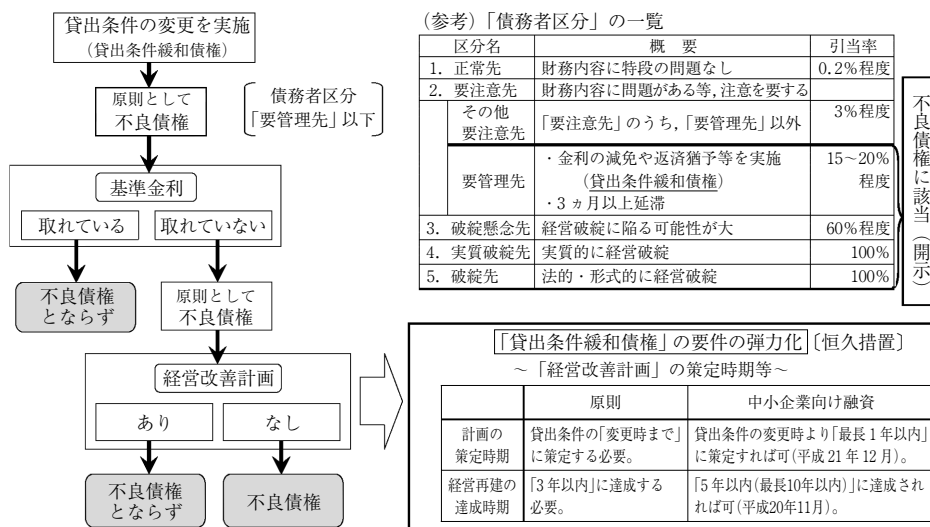 貸出条件の変更を実施
(貸出条件緩和債権)
原則として
不良債権
債務者区分
「要管理先」以下
基準金利
取れている
取れていない
不良債権
とならず
原則として
不良債権
経営改善計画
あり
なし
不良債権
とならず
不良債権
(参考)「債務者区分」の一覧
区分名 概 要 引当率
1. 正常先 財務内容に特段の問題なし 0.2%程度
2. 要注意先 財務内容に問題がある等,注意を要する
その他
要注意先
「要注意先」のうち,「要管理先」以外 3%程度
要管理先
・金利の減免や返済猶予等を実施
(貸出条件緩和債権)
・3ヵ月以上延滞
15~20%
程度
3. 破綻懸念先 経営破綻に陥る可能性が大 60%程度
4. 実質破綻先 実質的に経営破綻 100%
5. 破綻先 法的・形式的に経営破綻 100%
不良債権に該当(開示)
「貸出条件緩和債権」の要件の弾力化〔恒久措置〕
~「経営改善計画」の策定時期等~
原則 中小企業向け融資
計画の
策定時期
貸出条件の「変更時まで」
に策定する必要。
貸出条件の変更時より「最長1年以内」
に策定すれば可(平成21年12月)。
経営再建の
達成時期
「3年以内」に達成する
必要。
「5年以内(最長10年以内)」に達成され
れば可(平成20年11月)。